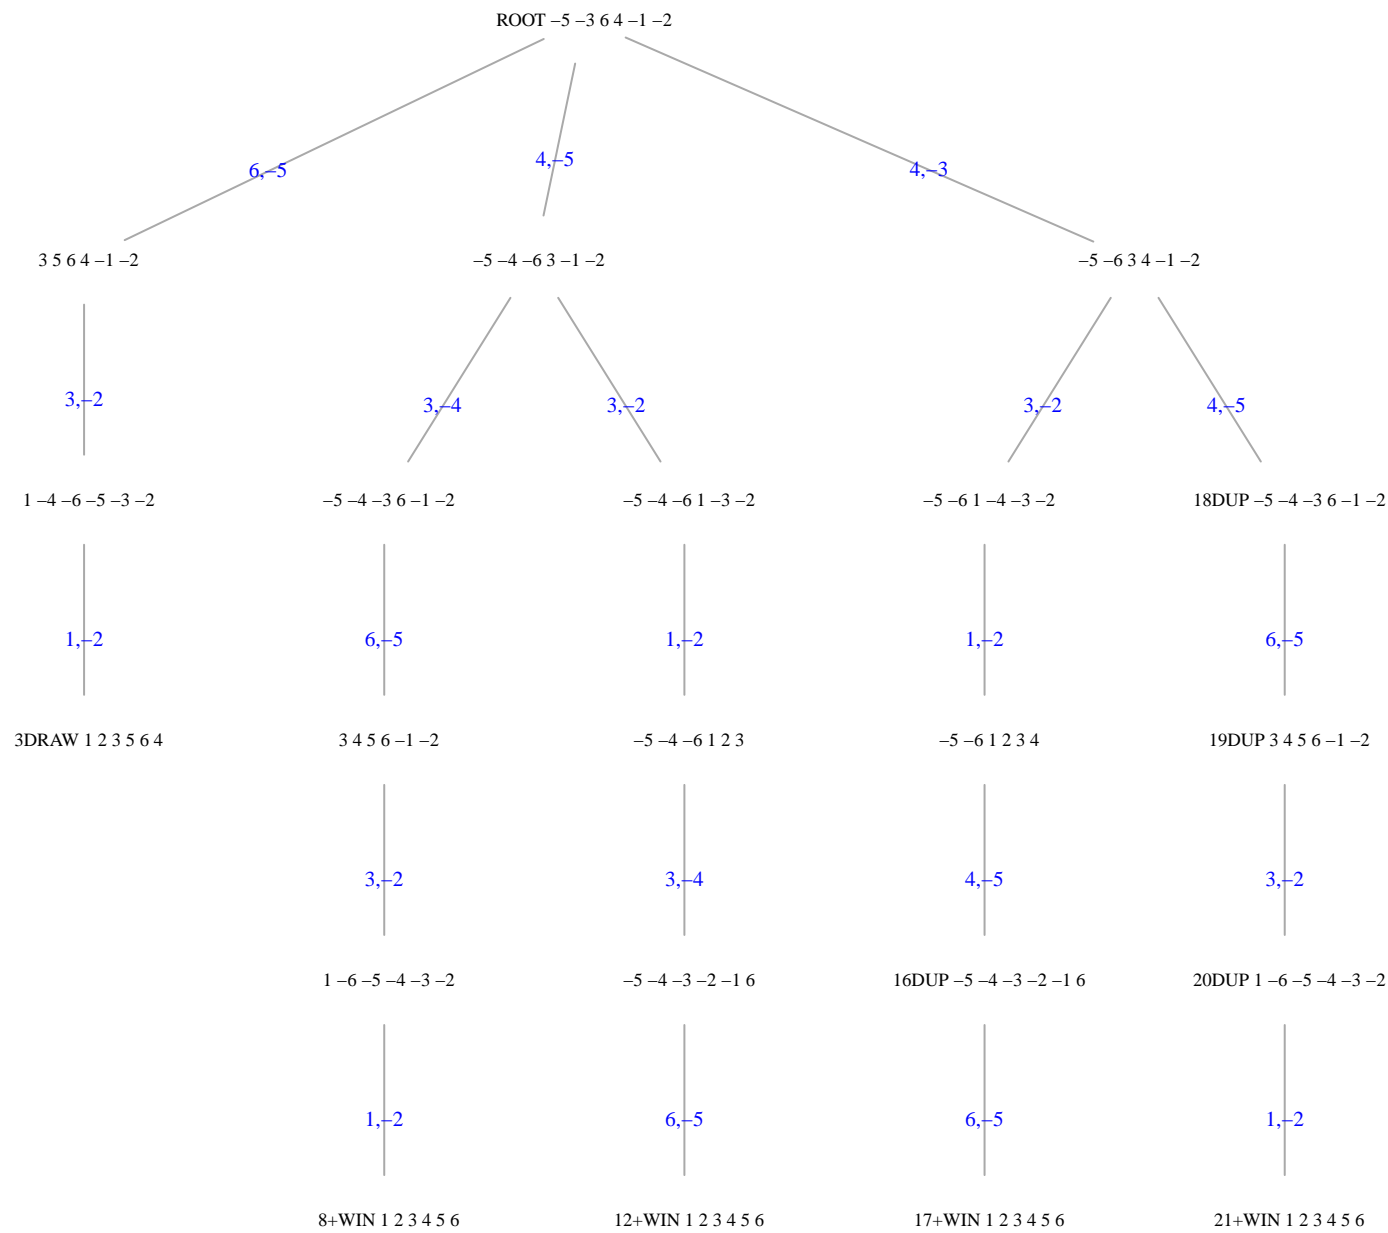 ROOT –5 –3 6 4 –1 –2
6,–5
4,–5
4,–3
3 5 6 4 –1 –2
–5 –4 –6 3 –1 –2
–5 –6 3 4 –1 –2
3,–2
3,–4
3,–2
3,–2
4,–5
1 –4 –6 –5 –3 –2
–5 –4 –3 6 –1 –2
–5 –4 –6 1 –3 –2
–5 –6 1 –4 –3 –2
18DUP –5 –4 –3 6 –1 –2
1,–2
6,–5
1,–2
1,–2
6,–5
3DRAW 1 2 3 5 6 4
3 4 5 6 –1 –2
–5 –4 –6 1 2 3
–5 –6 1 2 3 4
19DUP 3 4 5 6 –1 –2
3,–2
3,–4
4,–5
3,–2
1 –6 –5 –4 –3 –2
–5 –4 –3 –2 –1 6
16DUP –5 –4 –3 –2 –1 6
20DUP 1 –6 –5 –4 –3 –2
1,–2
6,–5
6,–5
1,–2
8+WIN 1 2 3 4 5 6
12+WIN 1 2 3 4 5 6
17+WIN 1 2 3 4 5 6
21+WIN 1 2 3 4 5 6